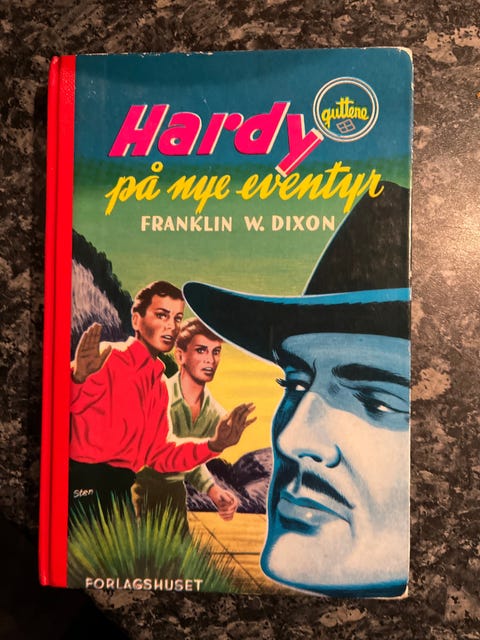 Hardy
guttene
på nye eventyr
FRANKLIN W. DIXON
Sten
FORLAGSHUSET